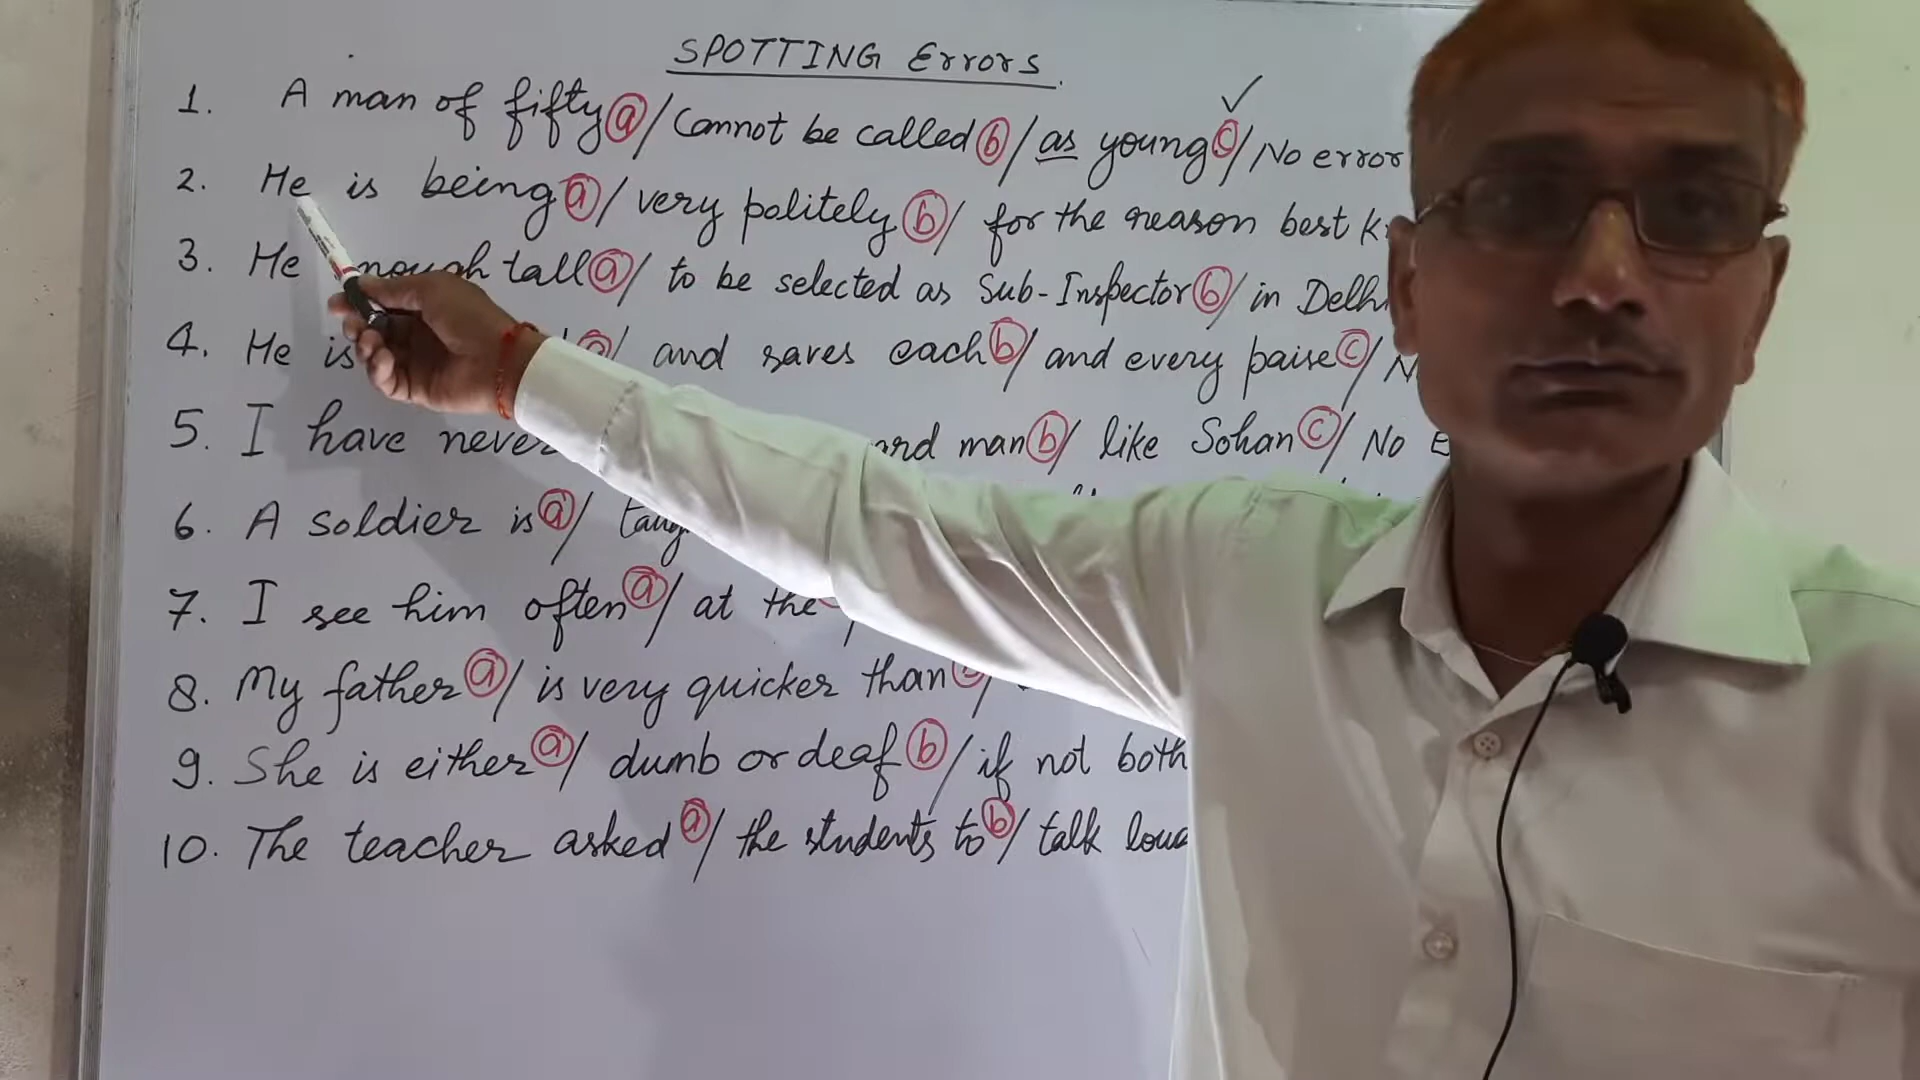 SPOTTING Errors.
1. A man of fifty ⓐ / Cannot be called ⓑ / as young ⓒ / No error
2. He is being ⓐ / very politely ⓑ / for the reason best
3. He tall ⓐ / to be selected as Sub-Inspector ⓑ / in
4. He is ⓐ / and saves each ⓑ / and every paise ⓒ /
5. I have never man ⓑ / like Sohan ⓒ / No
6. A soldier is ⓐ /
7. I see him often ⓐ / at the
8. My father ⓐ / is very quicker than
9. She is either ⓐ / dumb or deaf ⓑ / if not both
10. The teacher asked ⓐ / the students to ⓑ / talk